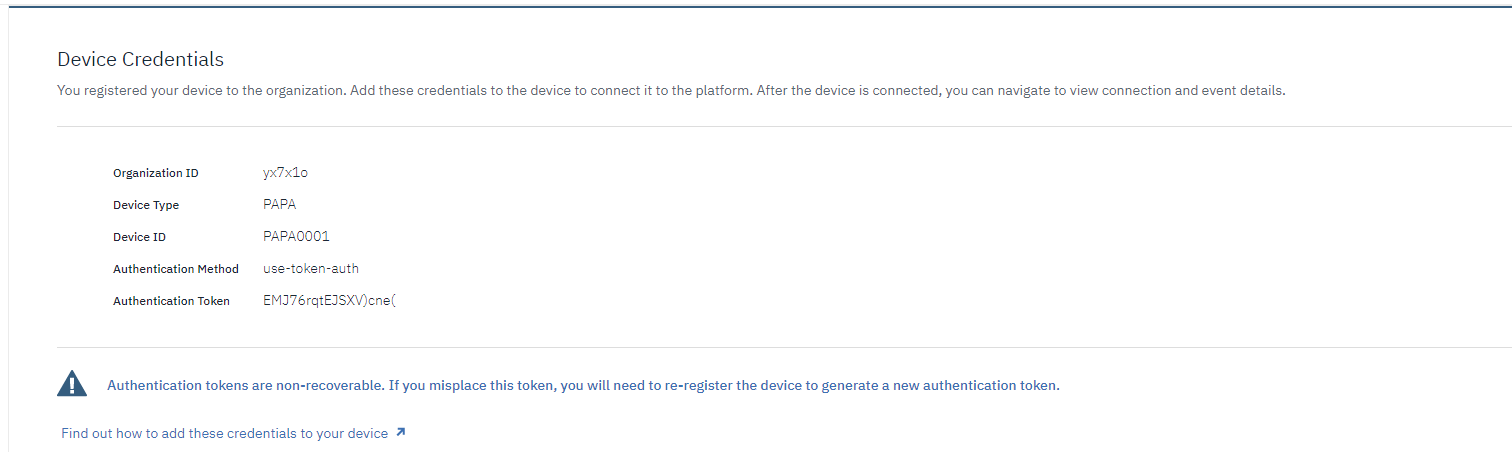 Device Credentials
You registered your device to the organization. Add these credentials to the device to connect it to the platform. After the device is connected, you can navigate to view connection and event details.
Organization ID yx7x1o
Device Type PAPA
Device ID PAPA0001
Authentication Method use-token-auth
Authentication Token EMJ76rqtEJSXV)cne(
Authentication tokens are non-recoverable. If you misplace this token, you will need to re-register the device to generate a new authentication token.
Find out how to add these credentials to your device